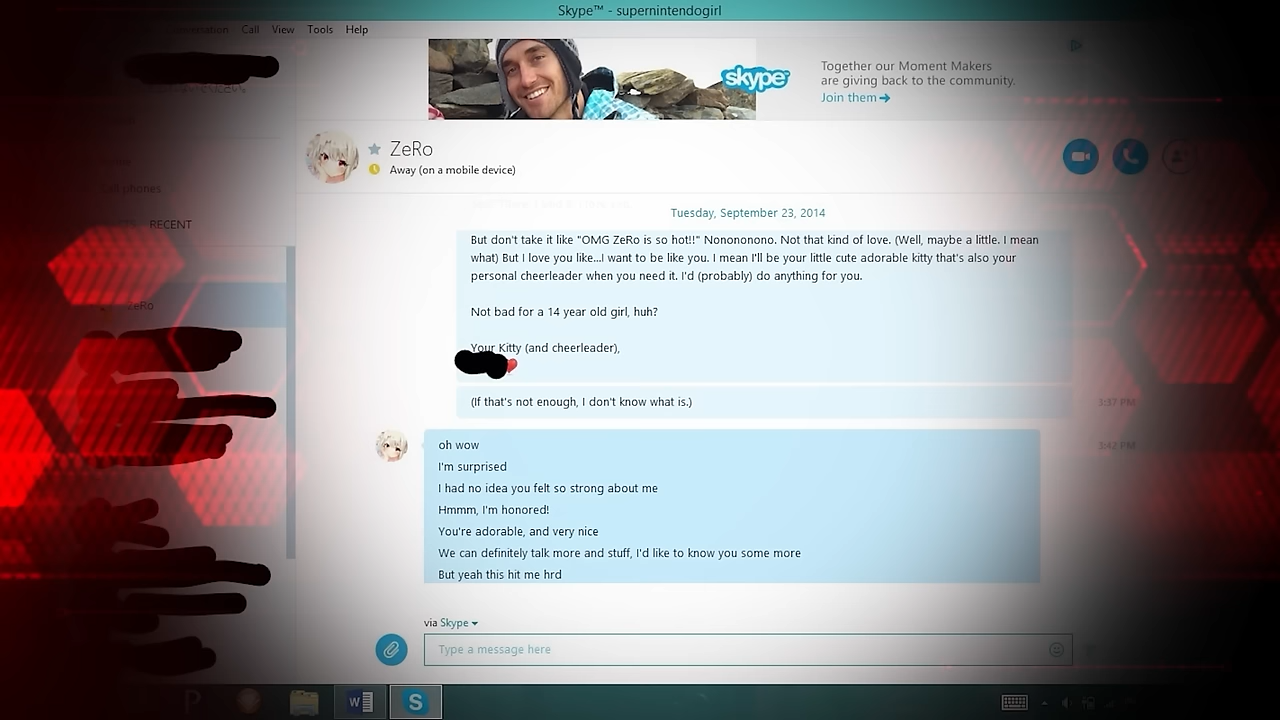 Skype™ - supernintendogirl
Conversation Call View Tools Help
Together our Moment Makers
skype
are giving back to the community.
Join them
ZeRo
Away (on a mobile device)
Call phones
RECENT
Tuesday, September 23, 2014
But don't take it like "OMG ZeRo is so hot!!" Nonononono. Not that kind of love. (Well, maybe a little. I mean
what) But I love you like...I want to be like you. I mean I'll be your little cute adorable kitty that's also your
personal cheerleader when you need it. I'd (probably) do anything for you.
ZeRo
Not bad for a 14 year old girl, huh?
Your Kitty (and cheerleader),
(If that's not enough, I don't know what is.)
3:37 PM
oh wow
3:42 PM
I'm surprised
I had no idea you felt so strong about me
Hmmm, I'm honored!
You're adorable, and very nice
We can definitely talk more and stuff, I'd like to know you some more
But yeah this hit me hrd
via Skype
Type a message here